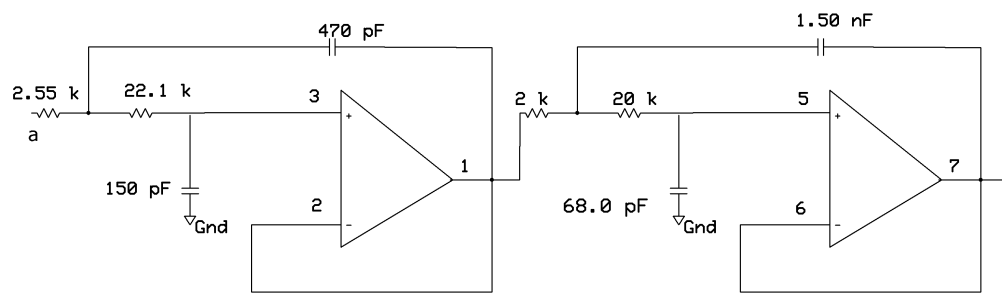 470 pF
1.50 nF
2.55 k
22.1 k
3
2 k
20 k
5
+
+
a
1
7
150 pF
2
68.0 pF
6
Gnd
-
Gnd
-